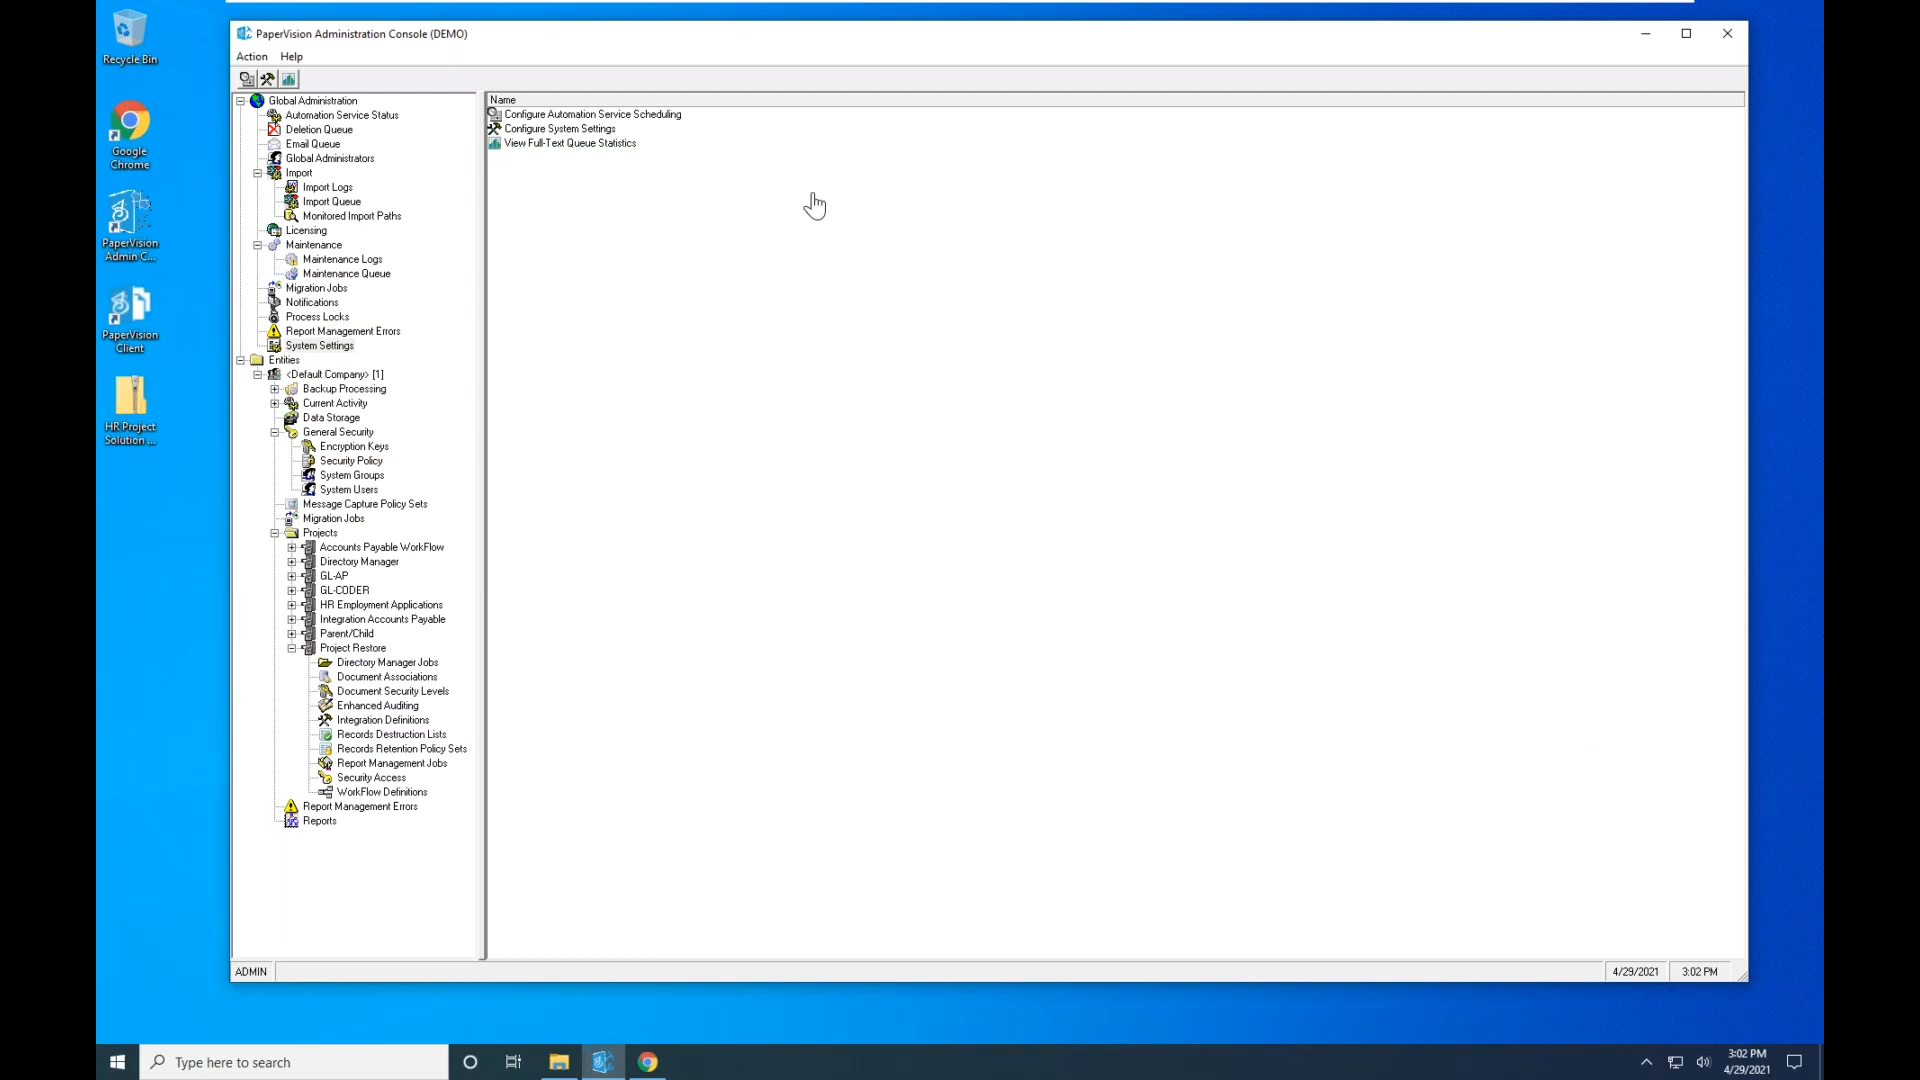 Recycle Bin
Google
Chrome
PaperVision
Admin C...
PaperVision
Client
HR Project
Solution ...
PaperVision Administration Console (DEMO)
Action Help
Global Administration
Automation Service Status
Deletion Queue
Email Queue
Global Administrators
Import
Import Logs
Import Queue
Monitored Import Paths
Licensing
Maintenance
Maintenance Logs
Maintenance Queue
Migration Jobs
Notifications
Process Locks
Report Management Errors
System Settings
Entities
<Default Company> [1]
Backup Processing
Current Activity
Data Storage
General Security
Encryption Keys
Security Policy
System Groups
System Users
Message Capture Policy Sets
Migration Jobs
Projects
Accounts Payable WorkFlow
Directory Manager
GL-AP
GL-CODER
HR Employment Applications
Integration Accounts Payable
Parent/Child
Project Restore
Directory Manager Jobs
Document Associations
Document Security Levels
Enhanced Auditing
Integration Definitions
Records Destruction Lists
Records Retention Policy Sets
Report Management Jobs
Security Access
WorkFlow Definitions
Report Management Errors
Reports
Name
Configure Automation Service Scheduling
Configure System Settings
View Full-Text Queue Statistics
ADMIN
4/29/2021 3:02 PM
Type here to search
3:02 PM
4/29/2021